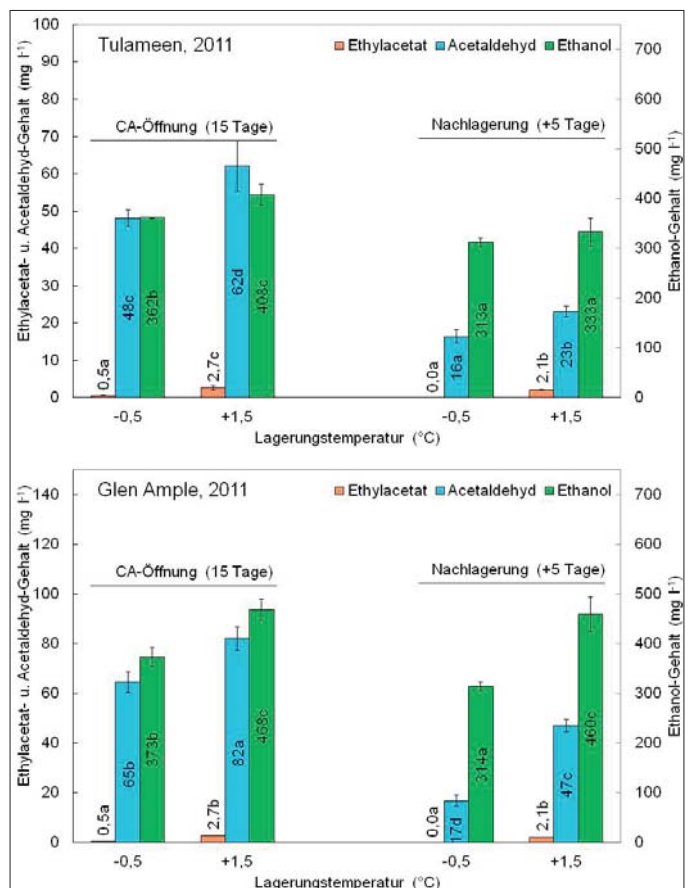 Tulameen, 2011
Ethylacetat Acetaldehyd Ethanol
CA-Öffnung (15 Tage) Nachlagerung (+5 Tage)
Ethylacetat- u. Acetaldehyd-Gehalt (mg l⁻¹)
100
90
80
70
60
50
40
30
20
10
0
0,5a 48c 362b 2,7c 62d 408c 0,0a 16a 313a 2,1b 23b 333a
700
600
500
400
300
200
100
0
Ethanol-Gehalt (mg l⁻¹)
-0,5 +1,5 -0,5 +1,5
Lagerungstemperatur (°C)
Glen Ample, 2011
Ethylacetat Acetaldehyd Ethanol
CA-Öffnung (15 Tage) Nachlagerung (+5 Tage)
Ethylacetat- u. Acetaldehyd-Gehalt (mg l⁻¹)
140
120
100
80
60
40
20
0
0,5a 65b 373b 2,7b 82a 468c 0,0a 17d 314a 2,1b 47c 460c
700
600
500
400
300
200
100
0
Ethanol-Gehalt (mg l⁻¹)
-0,5 +1,5 -0,5 +1,5
Lagerungstemperatur (°C)